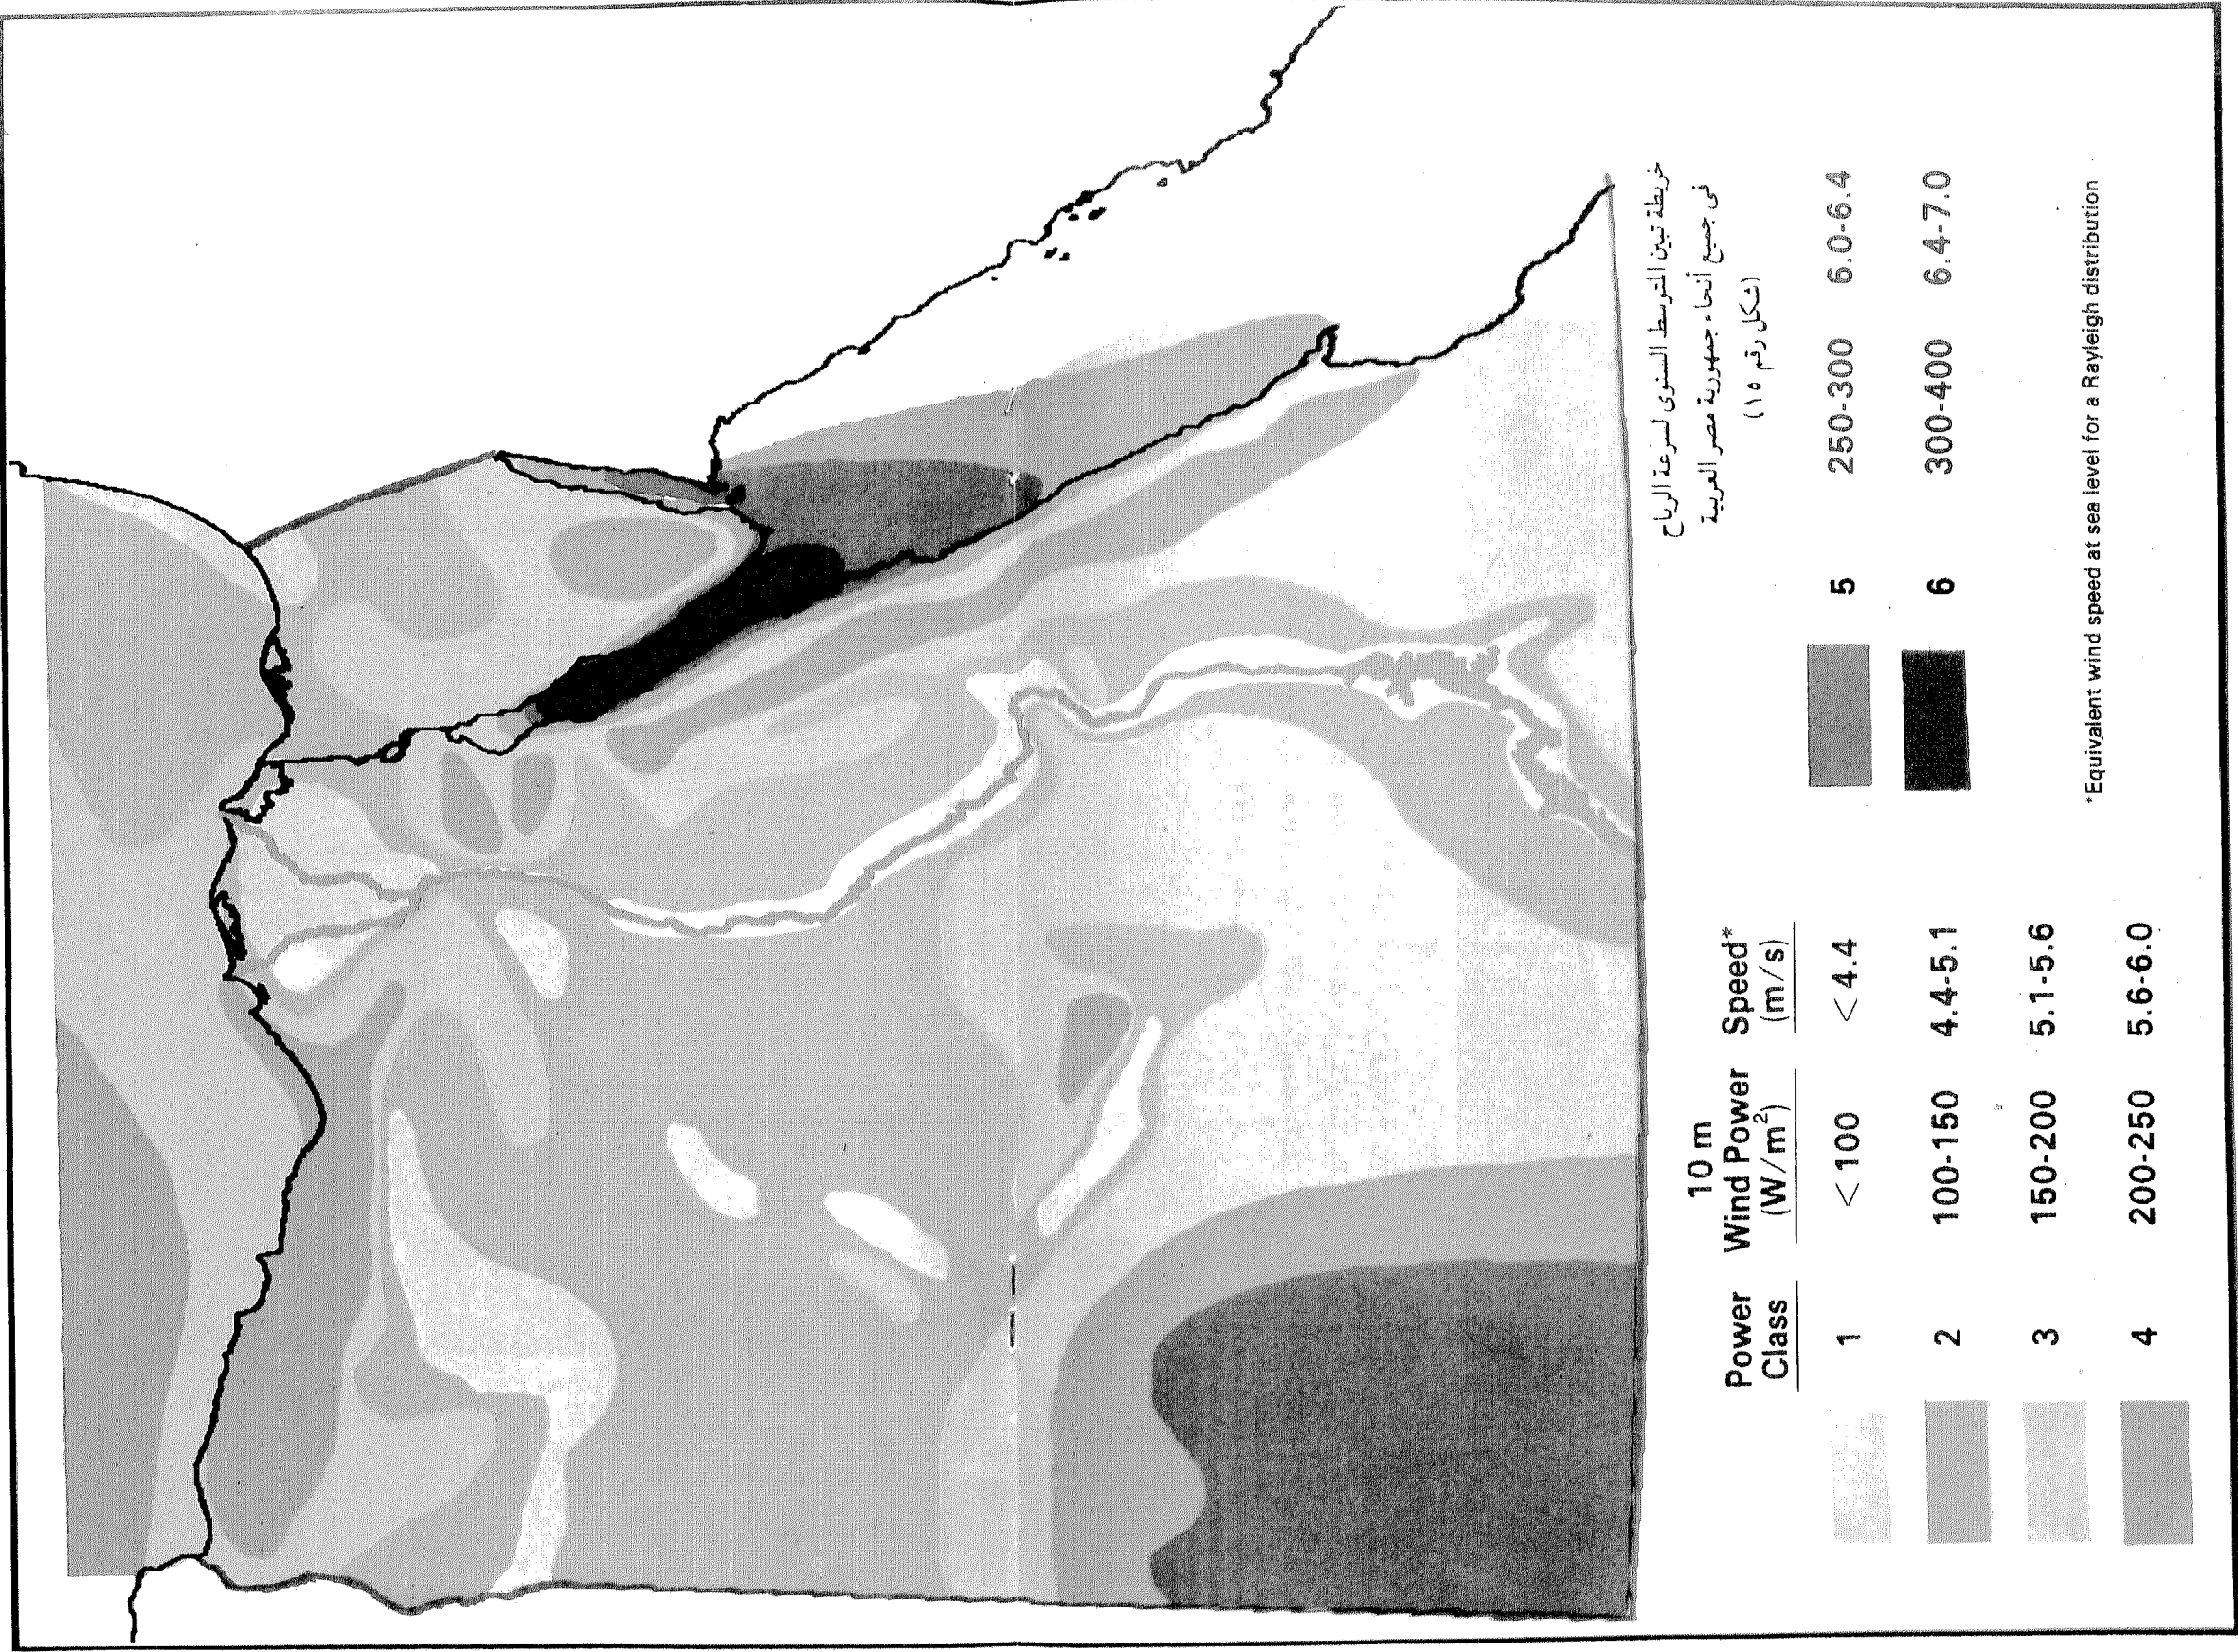 خريطة تبين المتوسط السنوى لسرعة الرياح
فى جميع أنحاء جمهورية مصر العربية
(شكل رقم ١٥)
10 m
Power Wind Power Speed*
Class (W/m²) (m/s)
1 <100 <4.4
2 100-150 4.4-5.1
3 150-200 5.1-5.6
4 200-250 5.6-6.0
5 250-300 6.0-6.4
6 300-400 6.4-7.0
*Equivalent wind speed at sea level for a Rayleigh distribution